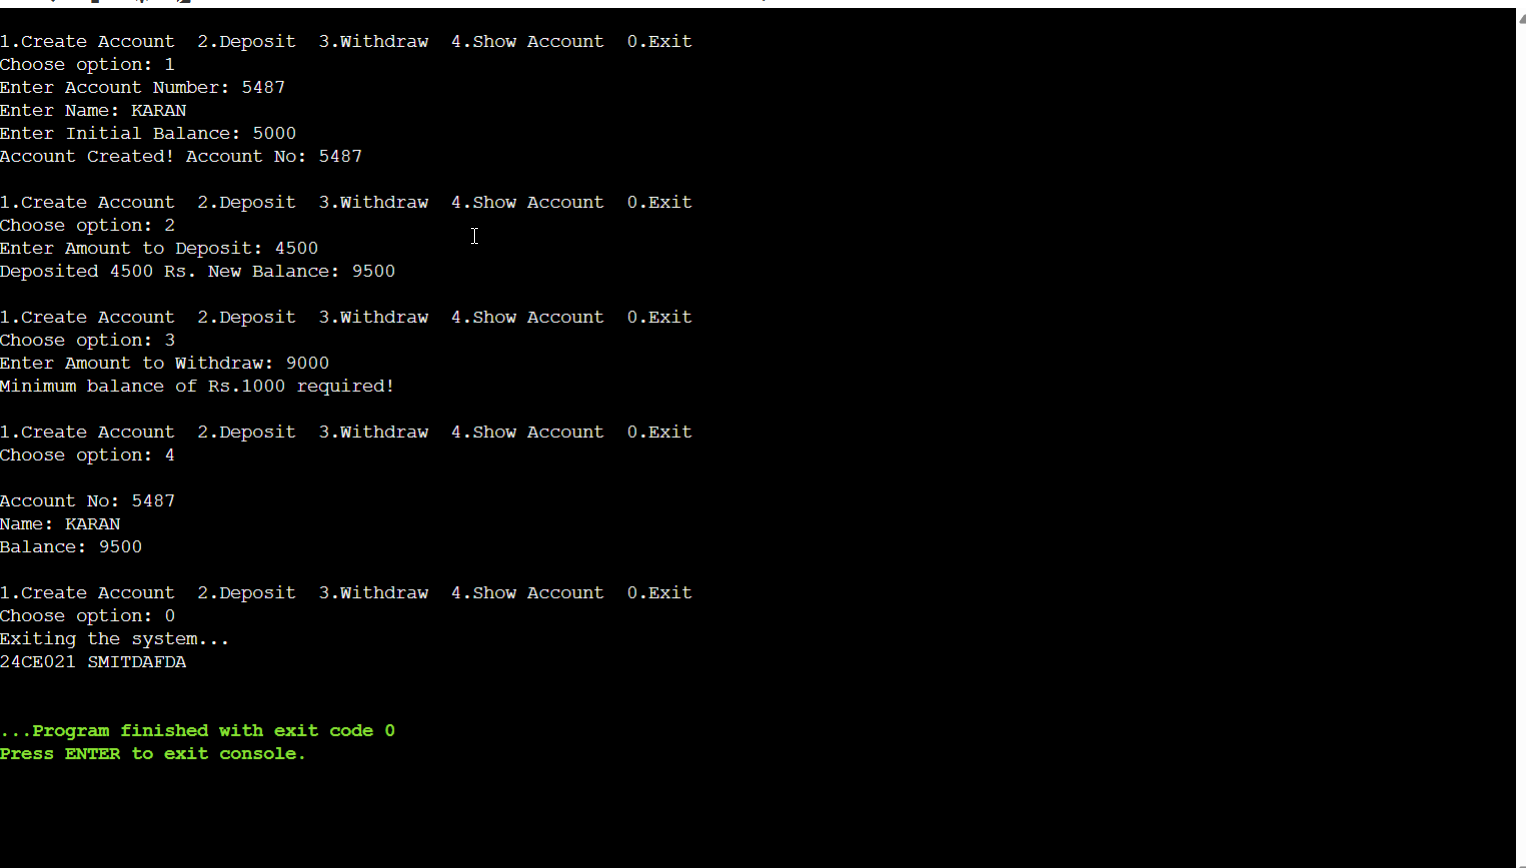 1.Create Account  2.Deposit  3.Withdraw  4.Show Account  0.Exit
Choose option: 1
Enter Account Number: 5487
Enter Name: KARAN
Enter Initial Balance: 5000
Account Created! Account No: 5487
1.Create Account  2.Deposit  3.Withdraw  4.Show Account  0.Exit
Choose option: 2
Enter Amount to Deposit: 4500
Deposited 4500 Rs. New Balance: 9500
1.Create Account  2.Deposit  3.Withdraw  4.Show Account  0.Exit
Choose option: 3
Enter Amount to Withdraw: 9000
Minimum balance of Rs.1000 required!
1.Create Account  2.Deposit  3.Withdraw  4.Show Account  0.Exit
Choose option: 4
Account No: 5487
Name: KARAN
Balance: 9500
1.Create Account  2.Deposit  3.Withdraw  4.Show Account  0.Exit
Choose option: 0
Exiting the system...
24CE021 SMITDAFDA
...Program finished with exit code 0
Press ENTER to exit console.